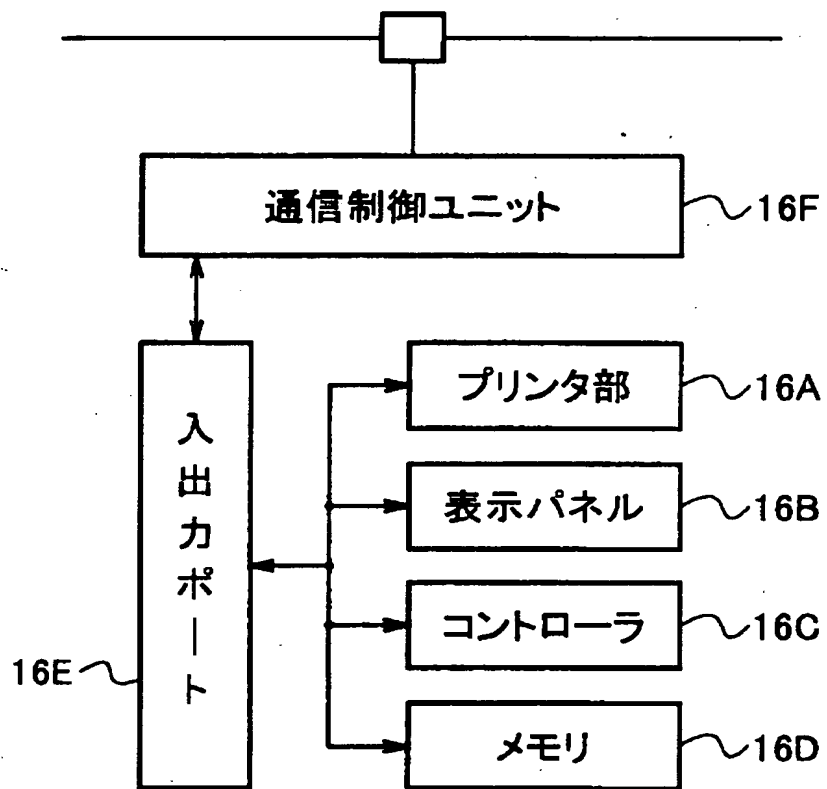 通信制御ユニット
16F
プリンタ部
16A
入出力ポート
表示パネル
16B
コントローラ
16C
16E
メモリ
16D